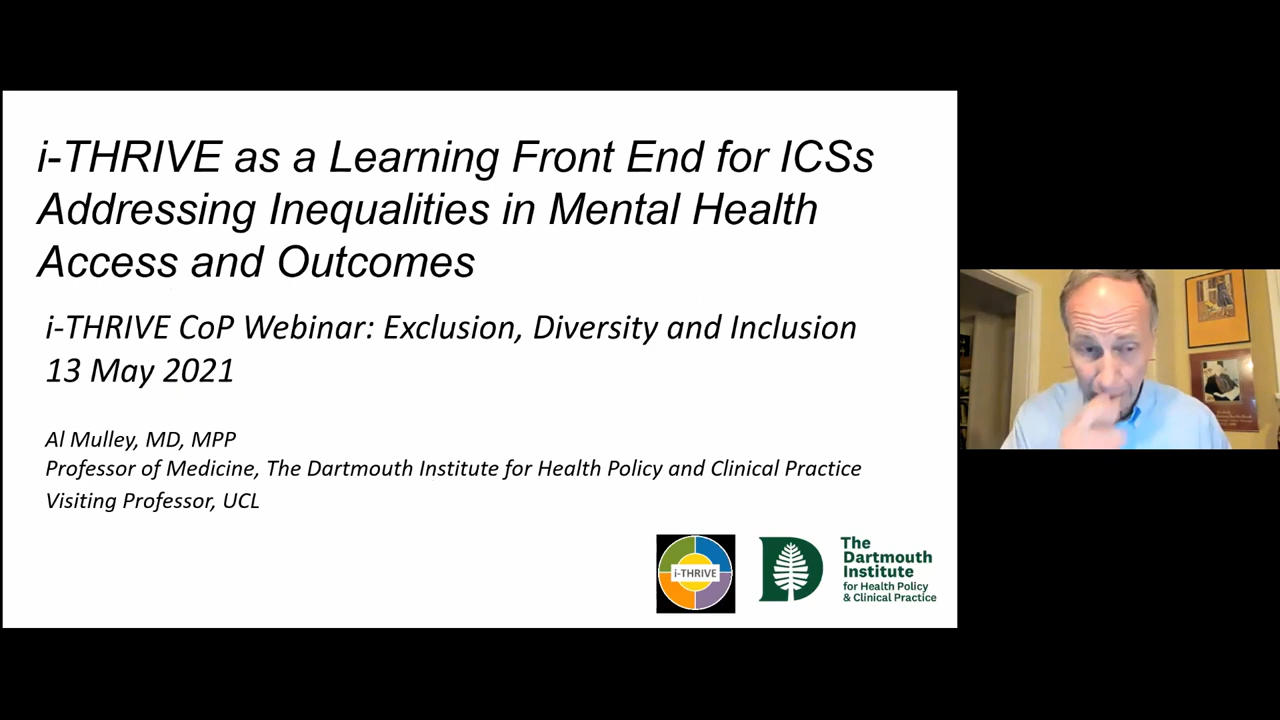 i-THRIVE as a Learning Front End for ICSs
Addressing Inequalities in Mental Health
Access and Outcomes
i-THRIVE CoP Webinar: Exclusion, Diversity and Inclusion
13 May 2021
Al Mulley, MD, MPP
Professor of Medicine, The Dartmouth Institute for Health Policy and Clinical Practice
Visiting Professor, UCL
i-THRIVE
D
The
Dartmouth
Institute
for Health Policy
& Clinical Practice